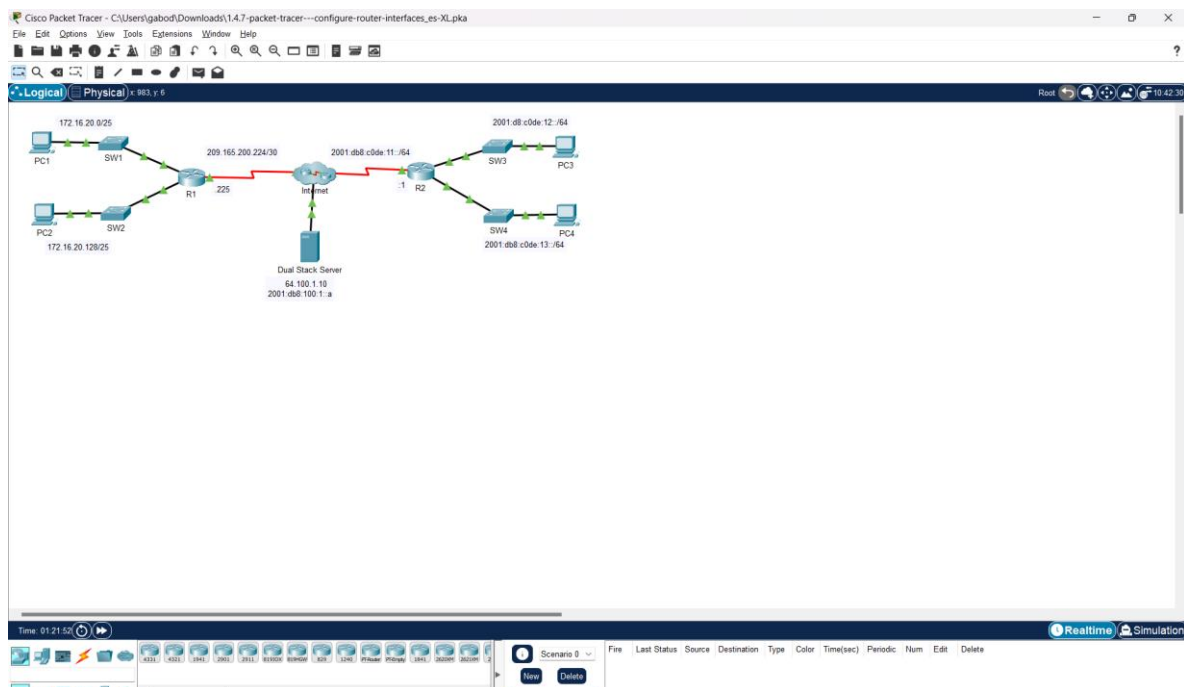 Cisco Packet Tracer - C:\Users\gabod\Downloads\1.4.7-packet-tracer---configure-router-interfaces_es-XL.pka
File Edit Options View Tools Extensions Window Help
?
Logical Physical x: 983, y: 6 Root 10:42:30
172.16.20.0/25
PC1
SW1
209.165.200.224/30
R1
.225
PC2
SW2
172.16.20.128/25
Internet
Dual Stack Server
64.100.1.10
2001:db8:100:1::a
2001:db8:c0de:11::/64
:1
R2
2001:d8:c0de:12::/64
SW3
PC3
SW4
PC4
2001:db8:c0de:13::/64
Time: 01:21:52 Realtime Simulation
4331 4321 1941 2901 2911 819IOX 819HGW 829 1240 PT-Router PT-Empty 1841 2620XM 2621XM 2
Scenario 0
New Delete
Fire Last Status Source Destination Type Color Time(sec) Periodic Num Edit Delete